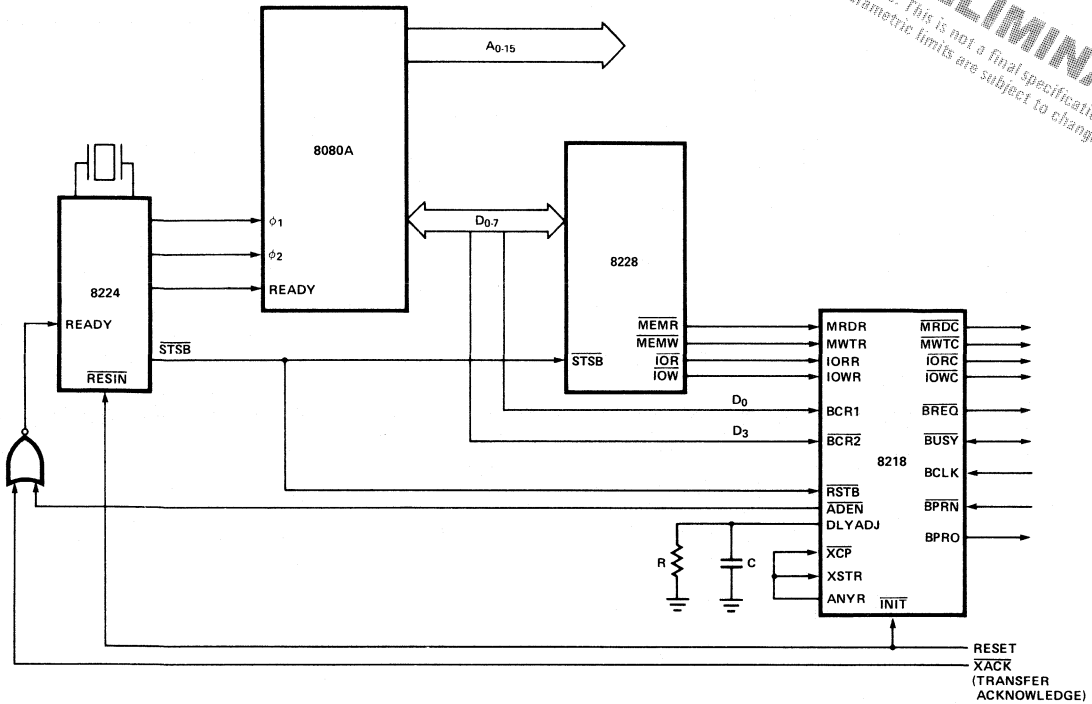 LIMINA
This is not a final specification
ametric limits are subject to change
A0-15
8080A
D0-7
ϕ1
ϕ2
READY
8224
READY
STSB
RESIN
8228
STSB
MEMR
MEMW
IOR
IOW
D0
D3
MRDR
MWTR
IORR
IOWR
BCR1
BCR2
RSTB
ADEN
DLYADJ
XCP
XSTR
ANYR
INIT
8218
MRDC
MWTC
IORC
IOWC
BREQ
BUSY
BCLK
BPRN
BPRO
R
C
RESET
XACK
(TRANSFER
ACKNOWLEDGE)